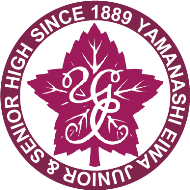 YAMANASHI EIWA JUNIOR & SENIOR HIGH SINCE 1889